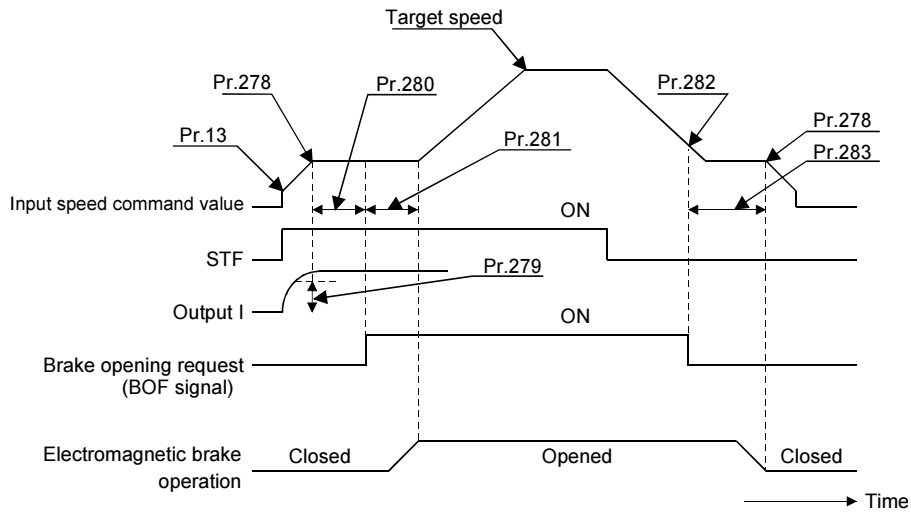 Target speed
Pr.278
Pr.280
Pr.282
Pr.13
Pr.281
Pr.278
Pr.283
Input speed command value
ON
STF
Pr.279
Output I
ON
Brake opening request
(BOF signal)
Electromagnetic brake
operation
Closed
Opened
Closed
Time